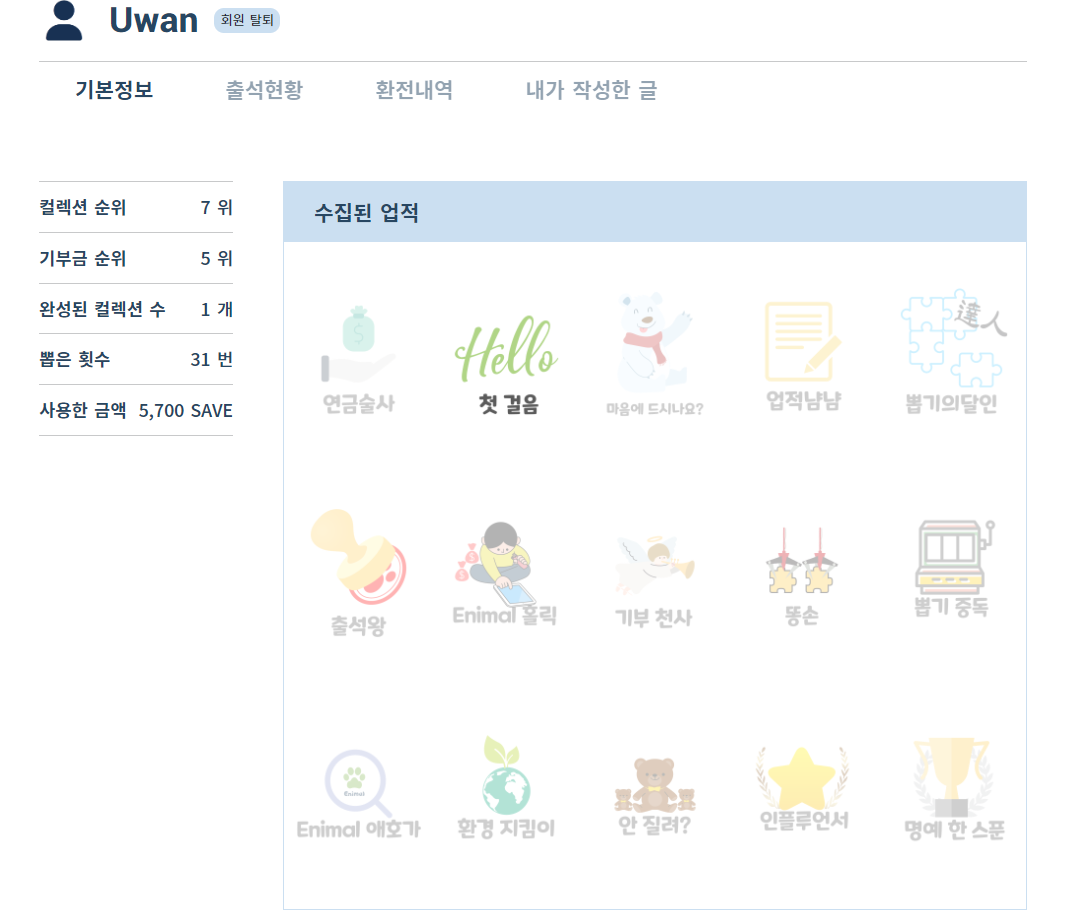 Uwan 회원 탈퇴
기본정보 출석현황 환전내역 내가 작성한 글
컬렉션 순위 7 위
기부금 순위 5 위
완성된 컬렉션 수 1 개
뽑은 횟수 31 번
사용한 금액 5,700 SAVE
수집된 업적
$
Hello
達人
연금술사 첫 걸음 마음에 드시나요? 업적냠냠 뽑기의달인
출석왕 Enimal 홀릭 기부 천사 똥손 뽑기 중독
Enimal
Enimal 애호가 환경 지킴이 안 질려? 인플루언서 명예 한 스푼